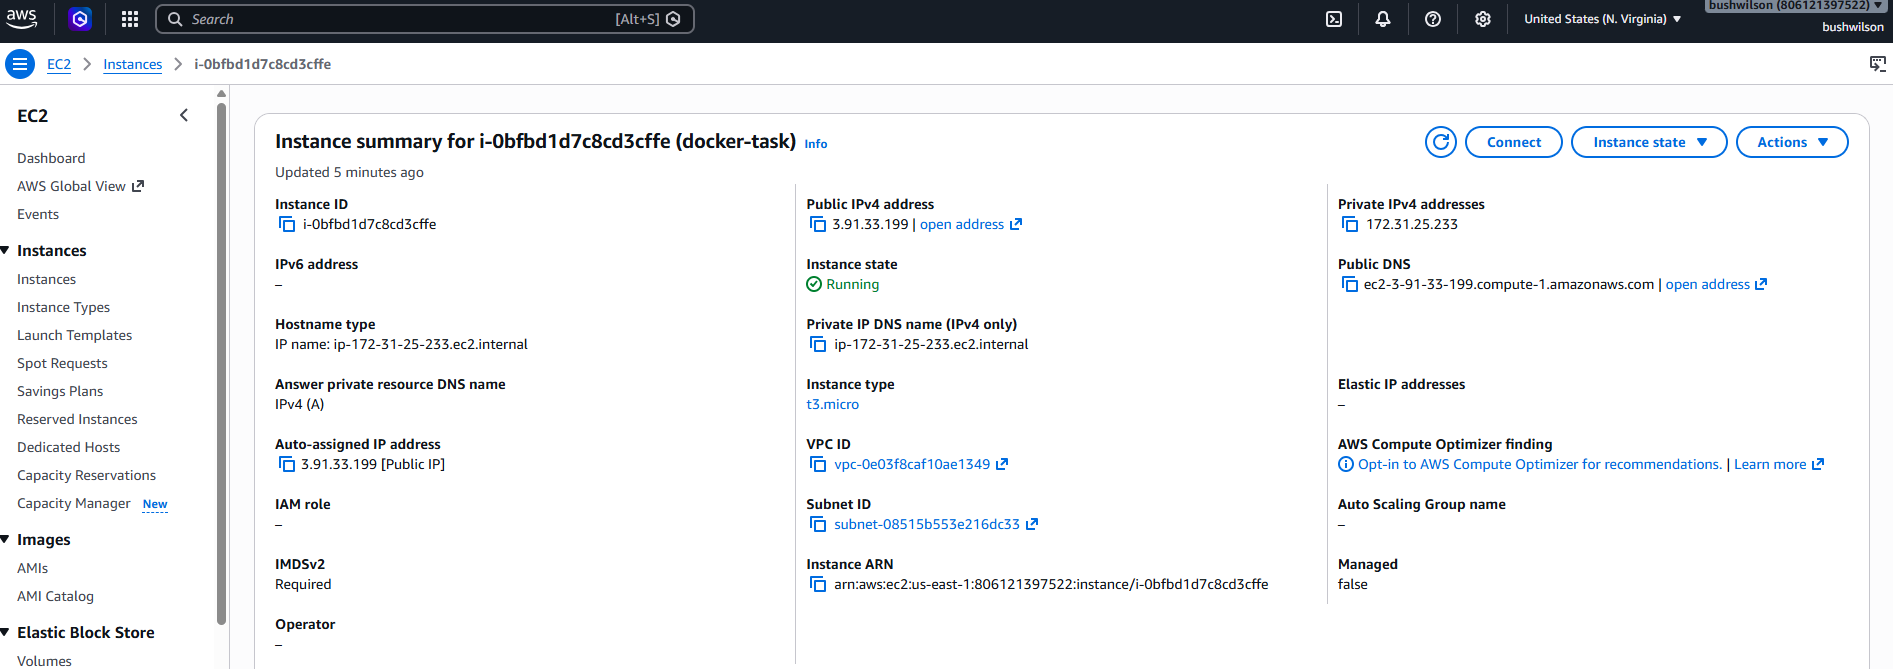 aws
Search
[Alt+S]
United States (N. Virginia)
bushwilson (806121397522)
bushwilson
EC2
Instances
i-0bfbd1d7c8cd3cffe
EC2
Dashboard
AWS Global View
Events
Instances
Instances
Instance Types
Launch Templates
Spot Requests
Savings Plans
Reserved Instances
Dedicated Hosts
Capacity Reservations
Capacity Manager New
Images
AMIs
AMI Catalog
Elastic Block Store
Volumes
Instance summary for i-0bfbd1d7c8cd3cffe (docker-task) Info
Updated 5 minutes ago
Connect
Instance state
Actions
Instance ID
i-0bfbd1d7c8cd3cffe
IPv6 address
–
Hostname type
IP name: ip-172-31-25-233.ec2.internal
Answer private resource DNS name
IPv4 (A)
Auto-assigned IP address
3.91.33.199 [Public IP]
IAM role
–
IMDSv2
Required
Operator
–
Public IPv4 address
3.91.33.199 | open address
Instance state
Running
Private IP DNS name (IPv4 only)
ip-172-31-25-233.ec2.internal
Instance type
t3.micro
VPC ID
vpc-0e03f8caf10ae1349
Subnet ID
subnet-08515b553e216dc33
Instance ARN
arn:aws:ec2:us-east-1:806121397522:instance/i-0bfbd1d7c8cd3cffe
Private IPv4 addresses
172.31.25.233
Public DNS
ec2-3-91-33-199.compute-1.amazonaws.com | open address
Elastic IP addresses
–
AWS Compute Optimizer finding
Opt-in to AWS Compute Optimizer for recommendations. | Learn more
Auto Scaling Group name
–
Managed
false